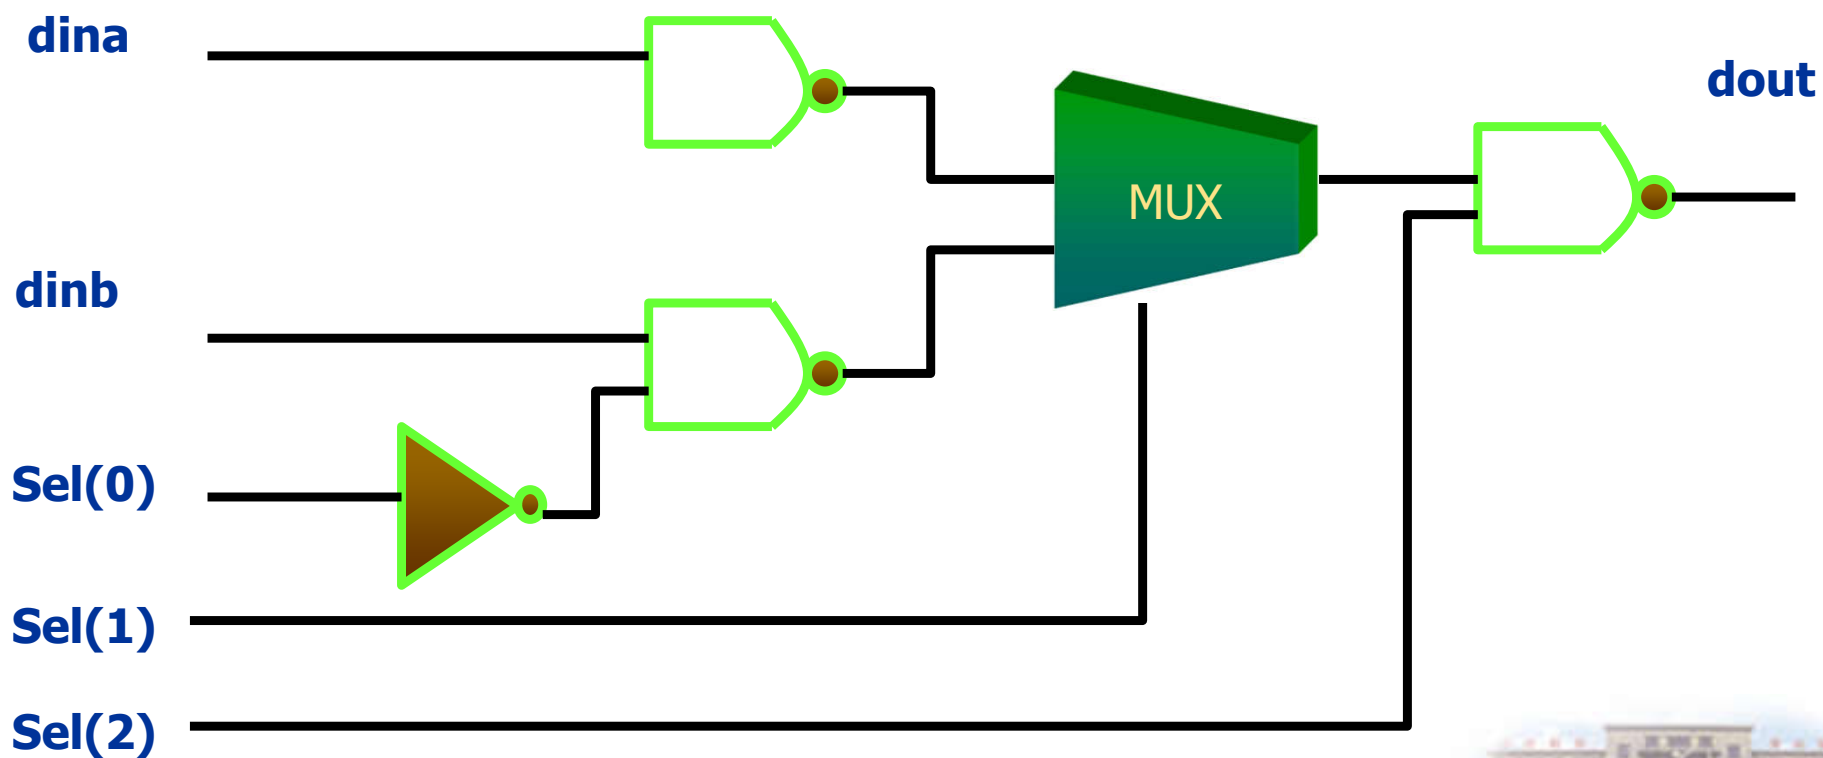 dina
dout
MUX
dinb
Sel(0)
Sel(1)
Sel(2)